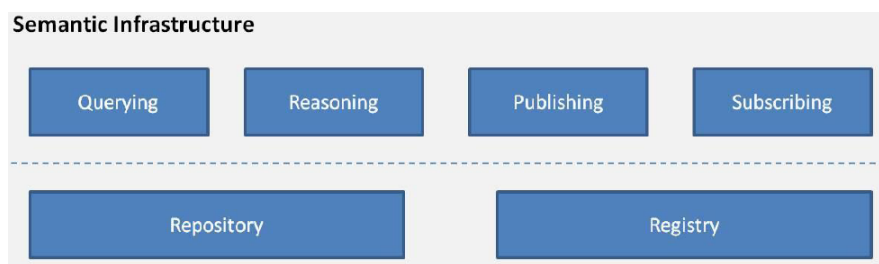 Semantic Infrastructure
Querying
Reasoning
Publishing
Subscribing
Repository
Registry